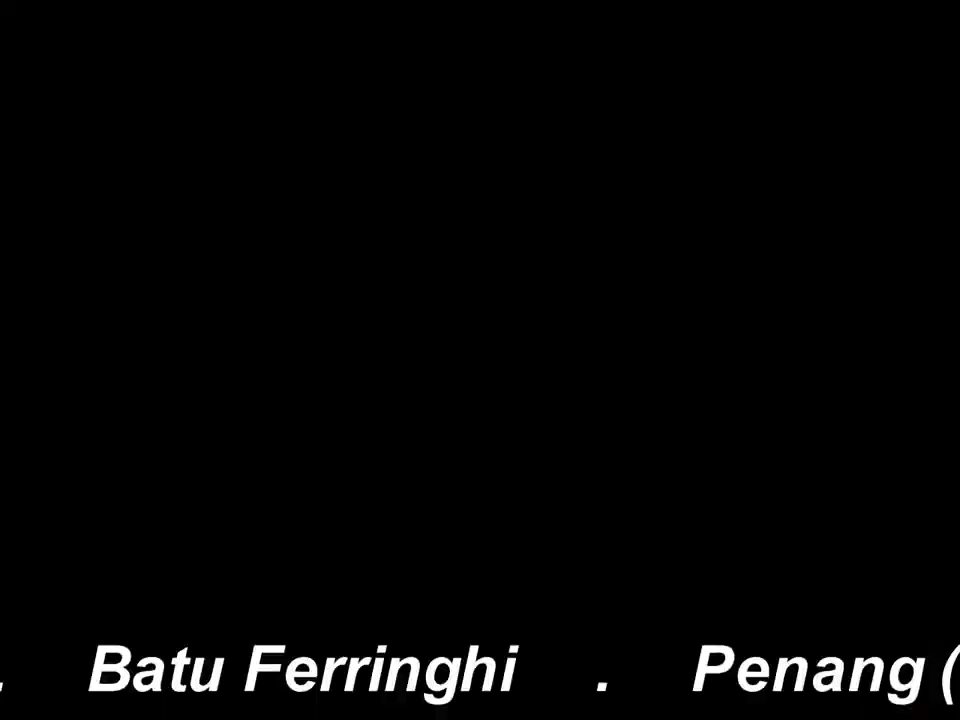 . Batu Ferringhi . Penang (